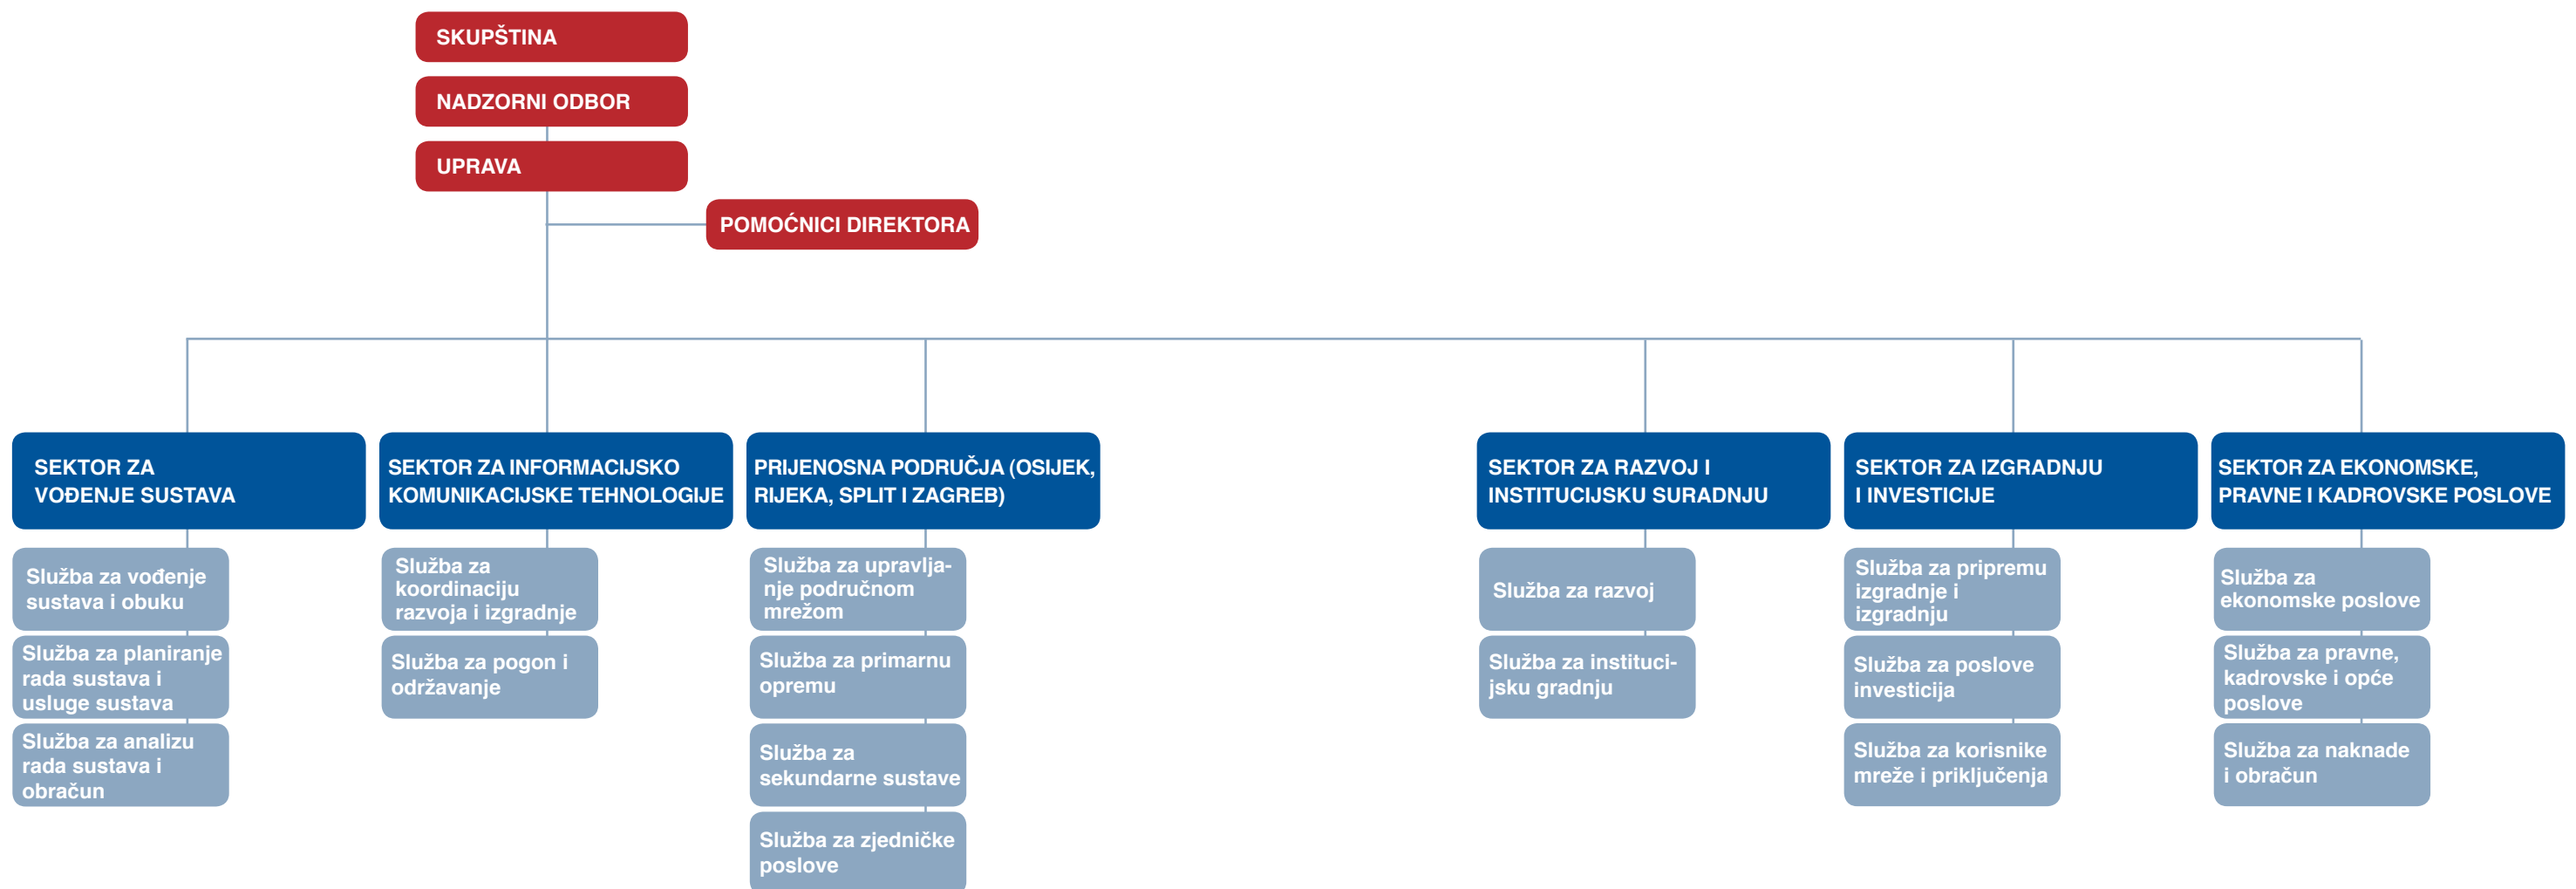 SKUPŠTINA
NADZORNI ODBOR
UPRAVA
POMOĆNICI DIREKTORA
SEKTOR ZA
VOĐENJE SUSTAVA
Služba za vođenje
sustava i obuku
Služba za planiranje
rada sustava i
usluge sustava
Služba za analizu
rada sustava i
obračun
SEKTOR ZA INFORMACIJSKO
KOMUNIKACIJSKE TEHNOLOGIJE
Služba za
koordinaciju
razvoja i izgradnje
Služba za pogon i
održavanje
PRIJENOSNA PODRUČJA (OSIJEK,
RIJEKA, SPLIT I ZAGREB)
Služba za upravlja-
nje područnom
mrežom
Služba za primarnu
opremu
Služba za
sekundarne sustave
Služba za zjedničke
poslove
SEKTOR ZA RAZVOJ I
INSTITUCIJSKU SURADNJU
Služba za razvoj
Služba za instituci-
jsku gradnju
SEKTOR ZA IZGRADNJU
I INVESTICIJE
Služba za pripremu
izgradnje i
izgradnju
Služba za poslove
investicija
Služba za korisnike
mreže i priključenja
SEKTOR ZA EKONOMSKE,
PRAVNE I KADROVSKE POSLOVE
Služba za
ekonomske poslove
Služba za pravne,
kadrovske i opće
poslove
Služba za naknade
i obračun